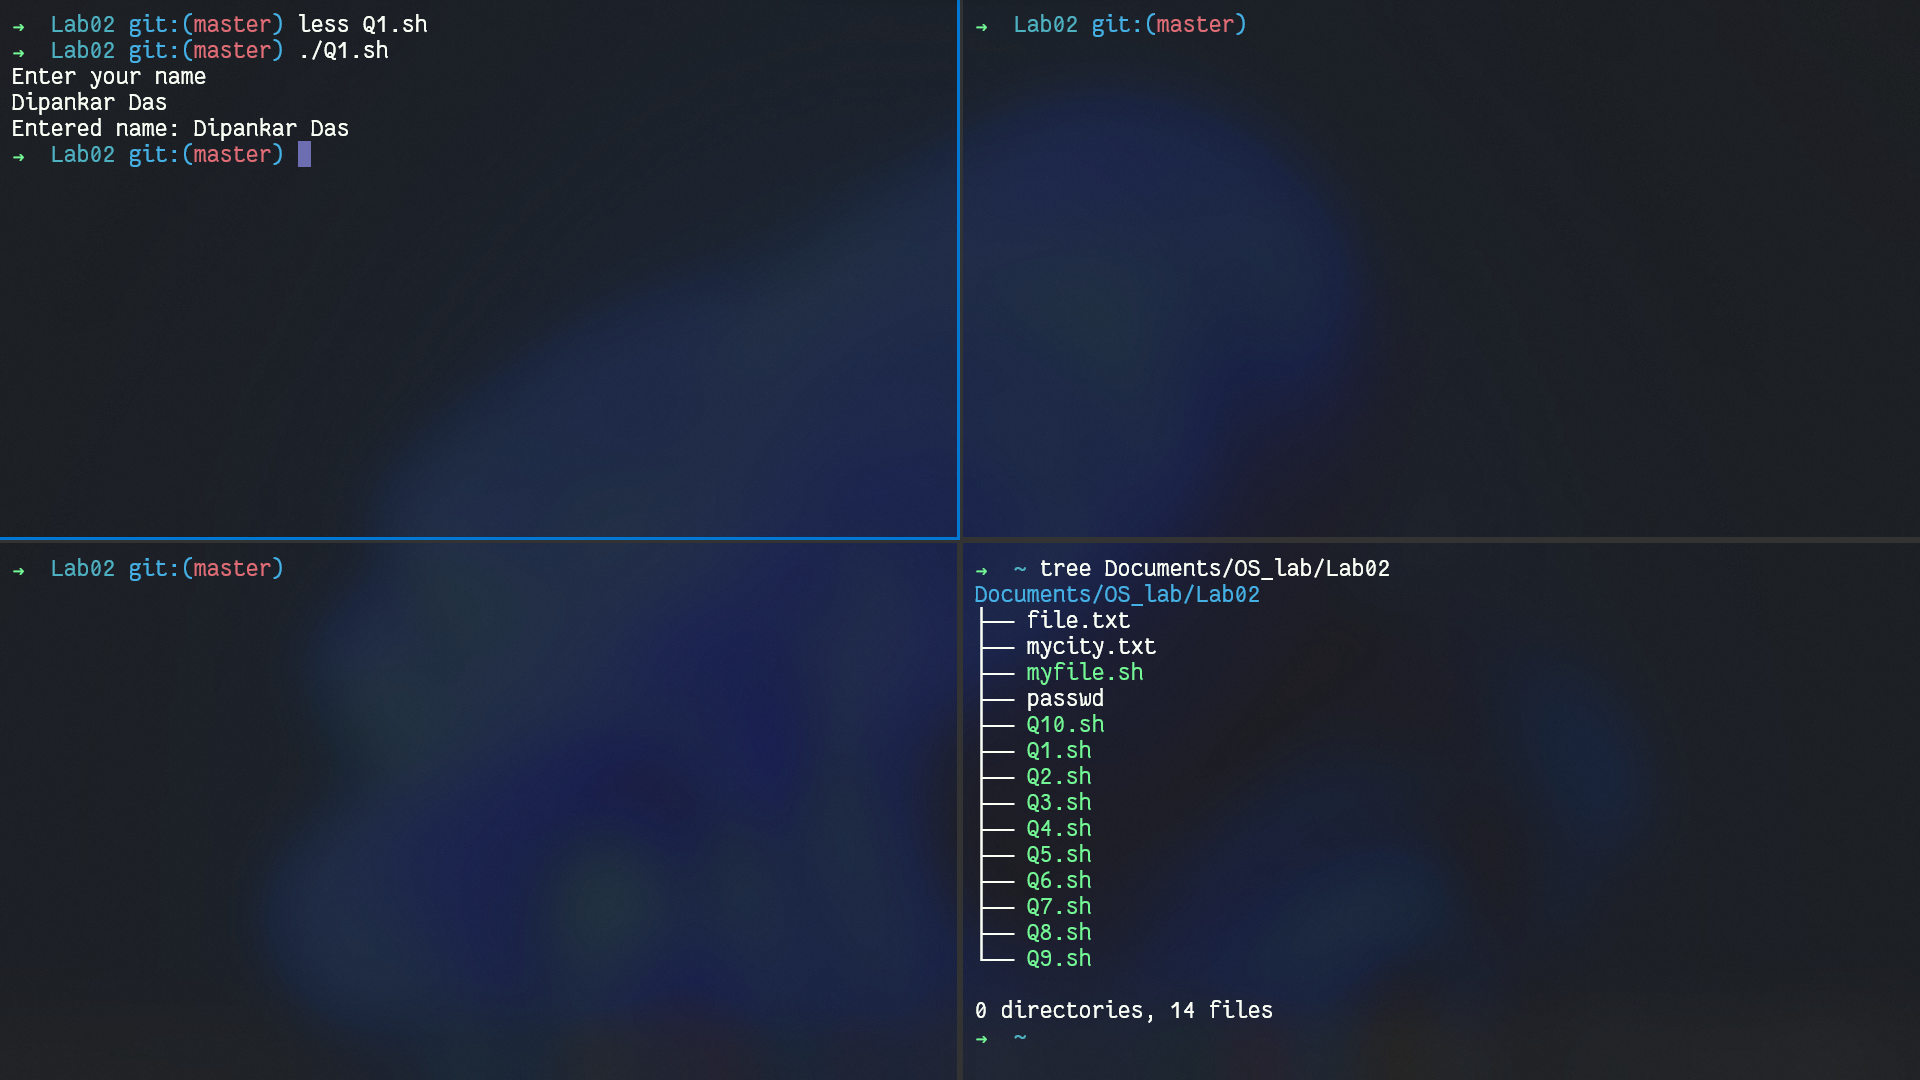 → Lab02 git:(master) less Q1.sh
→ Lab02 git:(master) ./Q1.sh
Enter your name
Dipankar Das
Entered name: Dipankar Das
→ Lab02 git:(master)
→ Lab02 git:(master)
→ Lab02 git:(master)
→ ~ tree Documents/OS_lab/Lab02
Documents/OS_lab/Lab02
├── file.txt
├── mycity.txt
├── myfile.sh
├── passwd
├── Q10.sh
├── Q1.sh
├── Q2.sh
├── Q3.sh
├── Q4.sh
├── Q5.sh
├── Q6.sh
├── Q7.sh
├── Q8.sh
└── Q9.sh
0 directories, 14 files
→ ~